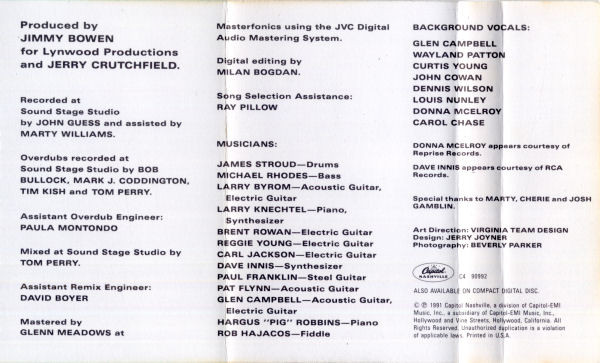 Produced by
JIMMY BOWEN
for Lynwood Productions
and JERRY CRUTCHFIELD.
Recorded at
Sound Stage Studio
by JOHN GUESS and assisted by
MARTY WILLIAMS.
Overdubs recorded at
Sound Stage Studio by BOB
BULLOCK, MARK J. CODDINGTON,
TIM KISH and TOM PERRY.
Assistant Overdub Engineer:
PAULA MONTONDO
Mixed at Sound Stage Studio by
TOM PERRY.
Assistant Remix Engineer:
DAVID BOYER
Mastered by
GLENN MEADOWS at
Masterfonics using the JVC Digital
Audio Mastering System.
Digital editing by
MILAN BOGDAN.
Song Selection Assistance:
RAY PILLOW
MUSICIANS:
JAMES STROUD—Drums
MICHAEL RHODES—Bass
LARRY BYROM—Acoustic Guitar,
Electric Guitar
LARRY KNECHTEL—Piano,
Synthesizer
BRENT ROWAN—Electric Guitar
REGGIE YOUNG—Electric Guitar
CARL JACKSON—Electric Guitar
DAVE INNIS—Synthesizer
PAUL FRANKLIN—Steel Guitar
PAT FLYNN—Acoustic Guitar
GLEN CAMPBELL—Acoustic Guitar,
Electric Guitar
HARGUS "PIG" ROBBINS—Piano
ROB HAJACOS—Fiddle
BACKGROUND VOCALS:
GLEN CAMPBELL
WAYLAND PATTON
CURTIS YOUNG
JOHN COWAN
DENNIS WILSON
LOUIS NUNLEY
DONNA MCELROY
CAROL CHASE
DONNA MCELROY appears courtesy of
Reprise Records.
DAVE INNIS appears courtesy of RCA
Records.
Special thanks to MARTY, CHERIE and JOSH
GAMBLIN.
Art Direction: VIRGINIA TEAM DESIGN
Design: JERRY JOYNER
Photography: BEVERLY PARKER
Capitol
NASHVILLE
C4 90992
ALSO AVAILABLE ON COMPACT DIGITAL DISC.
© ℗ 1991 Capitol Nashville, a division of Capitol-EMI
Music, Inc., a subsidiary of Capitol-EMI Music, Inc.,
Hollywood and Vine Streets, Hollywood, California. All
Rights Reserved. Unauthorized duplication is a violation
of applicable laws. Printed in U.S.A.